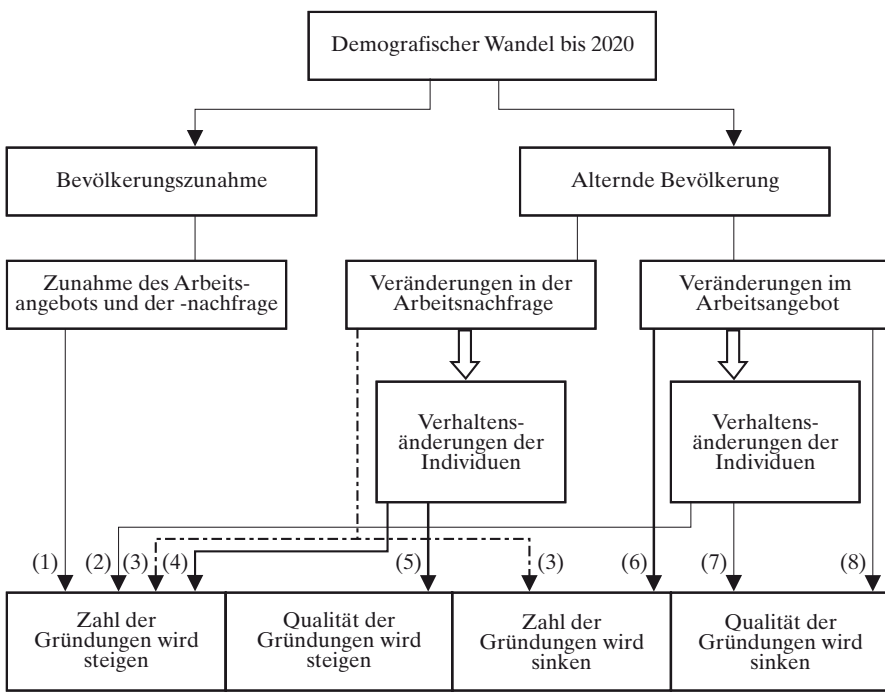 Demografischer Wandel bis 2020
Bevölkerungszunahme
Alternde Bevölkerung
Zunahme des Arbeits-
angebots und der -nachfrage
Veränderungen in der
Arbeitsnachfrage
Veränderungen im
Arbeitsangebot
Verhaltens-
änderungen der
Individuen
Verhaltens-
änderungen der
Individuen
(1) (2) (3) (4) (5) (3) (6) (7) (8)
Zahl der
Gründungen wird
steigen
Qualität der
Gründungen wird
steigen
Zahl der
Gründungen wird
sinken
Qualität der
Gründungen wird
sinken